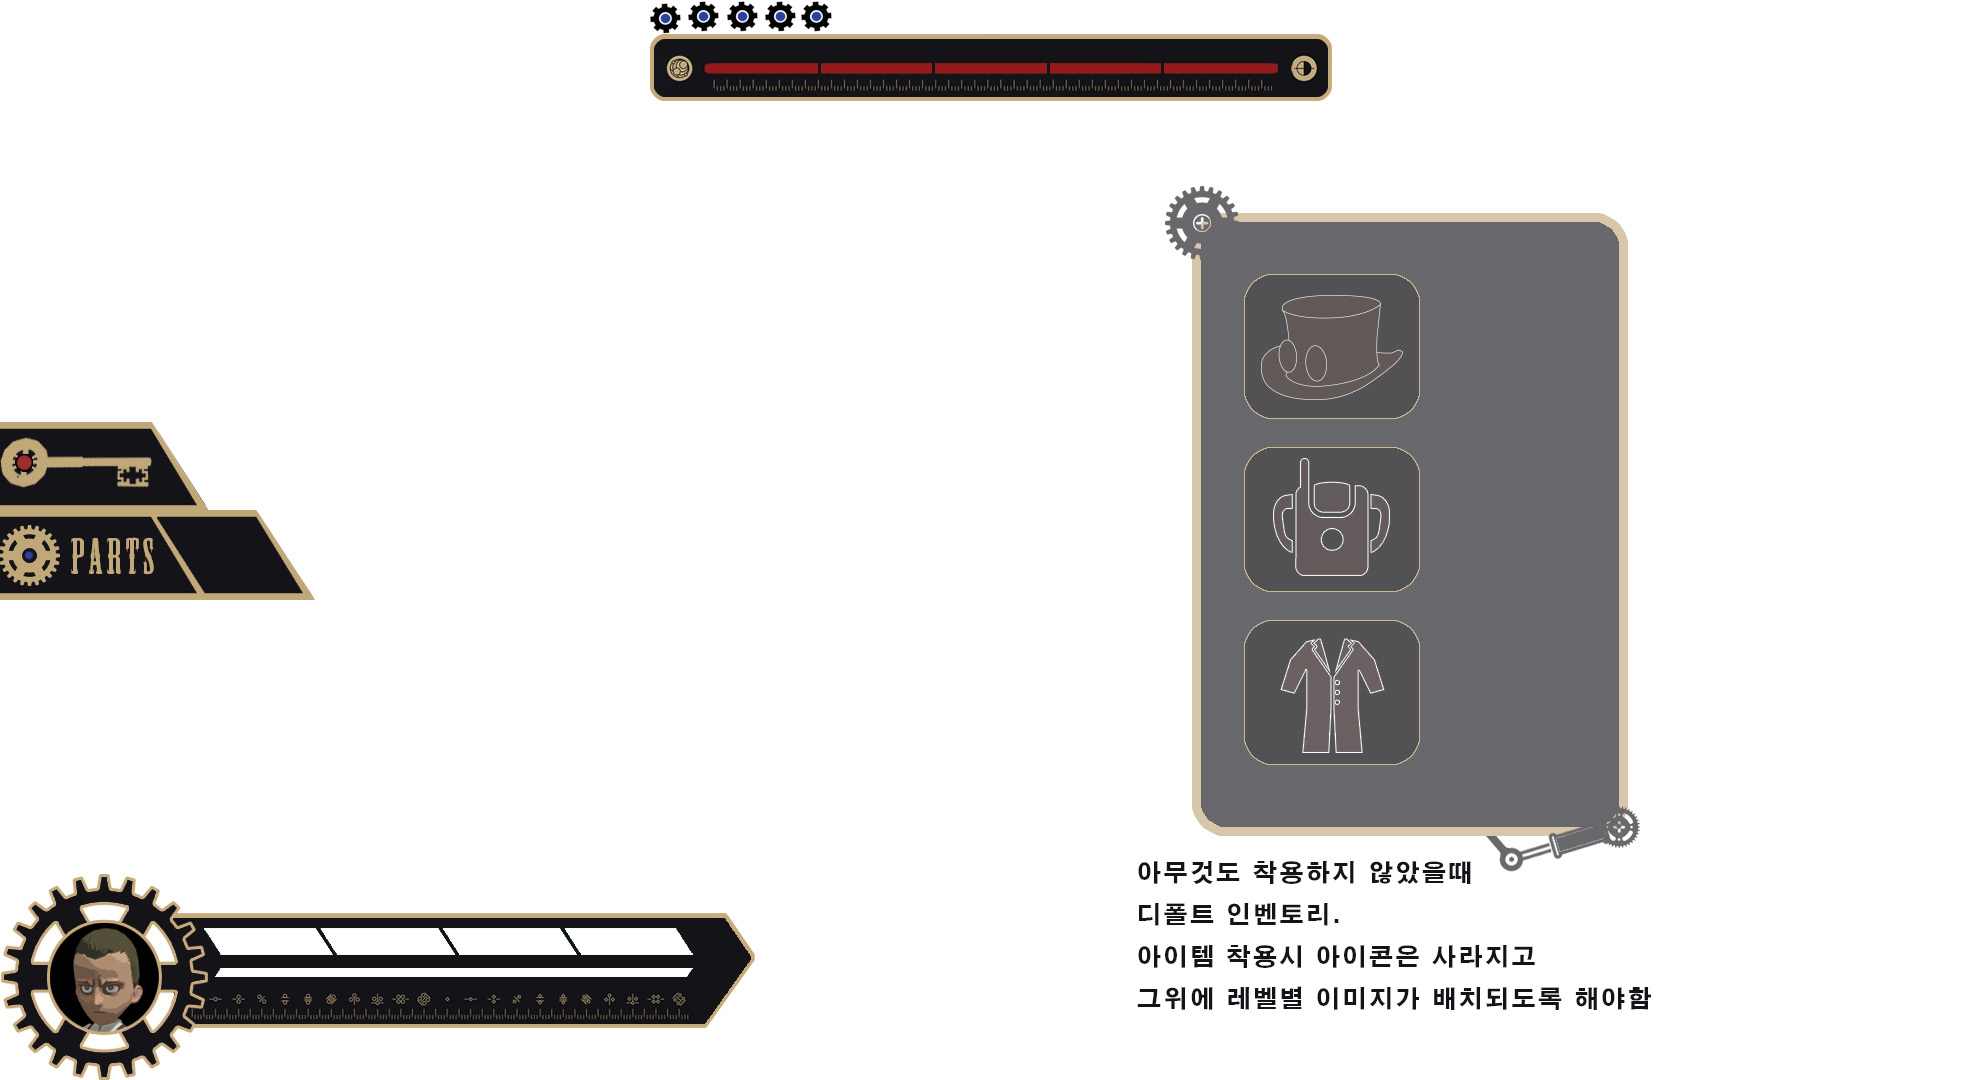 PARTS
아무것도 착용하지 않았을때
디폴트 인벤토리.
아이템 착용시 아이콘은 사라지고
그위에 레벨별 이미지가 배치되도록 해야함